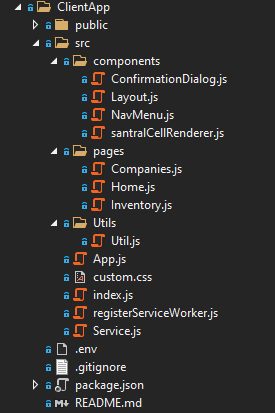 ClientApp
public
src
components
ConfirmationDialog.js
Layout.js
NavMenu.js
santralCellRenderer.js
pages
Companies.js
Home.js
Inventory.js
Utils
Util.js
App.js
custom.css
index.js
registerServiceWorker.js
Service.js
.env
.gitignore
package.json
README.md